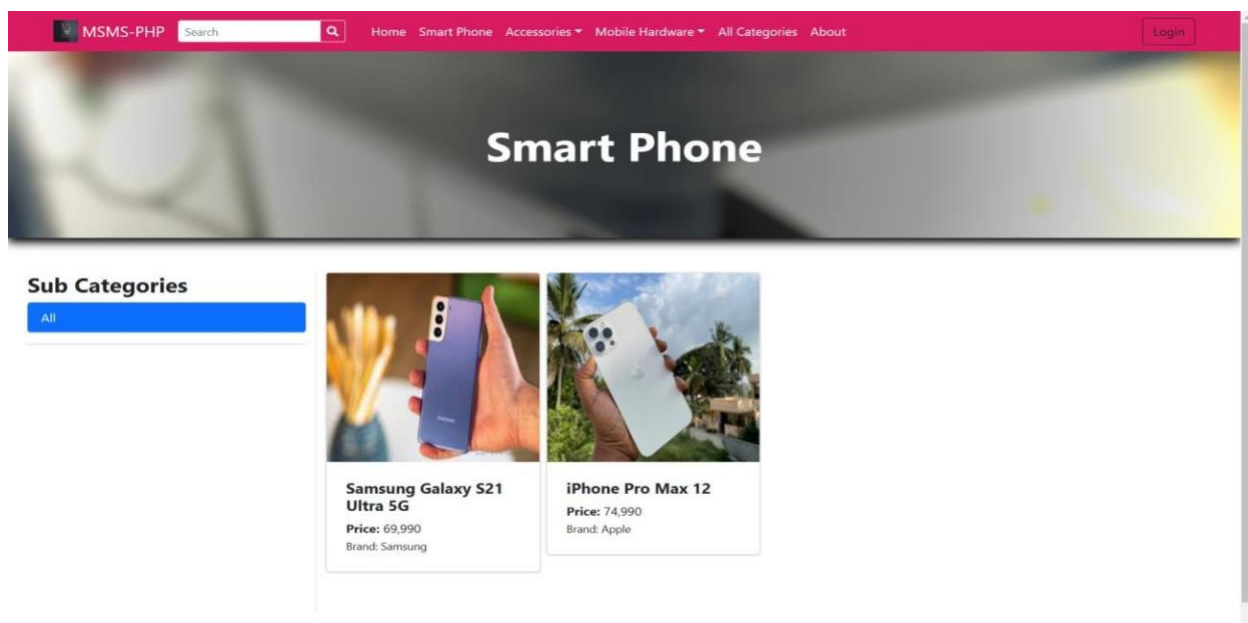 MSMS-PHP Search Home Smart Phone Accessories Mobile Hardware All Categories About Login
Smart Phone
Sub Categories
All
SAMSUNG
Samsung Galaxy S21
Ultra 5G
Price: 69,990
Brand: Samsung
iPhone Pro Max 12
Price: 74,990
Brand: Apple